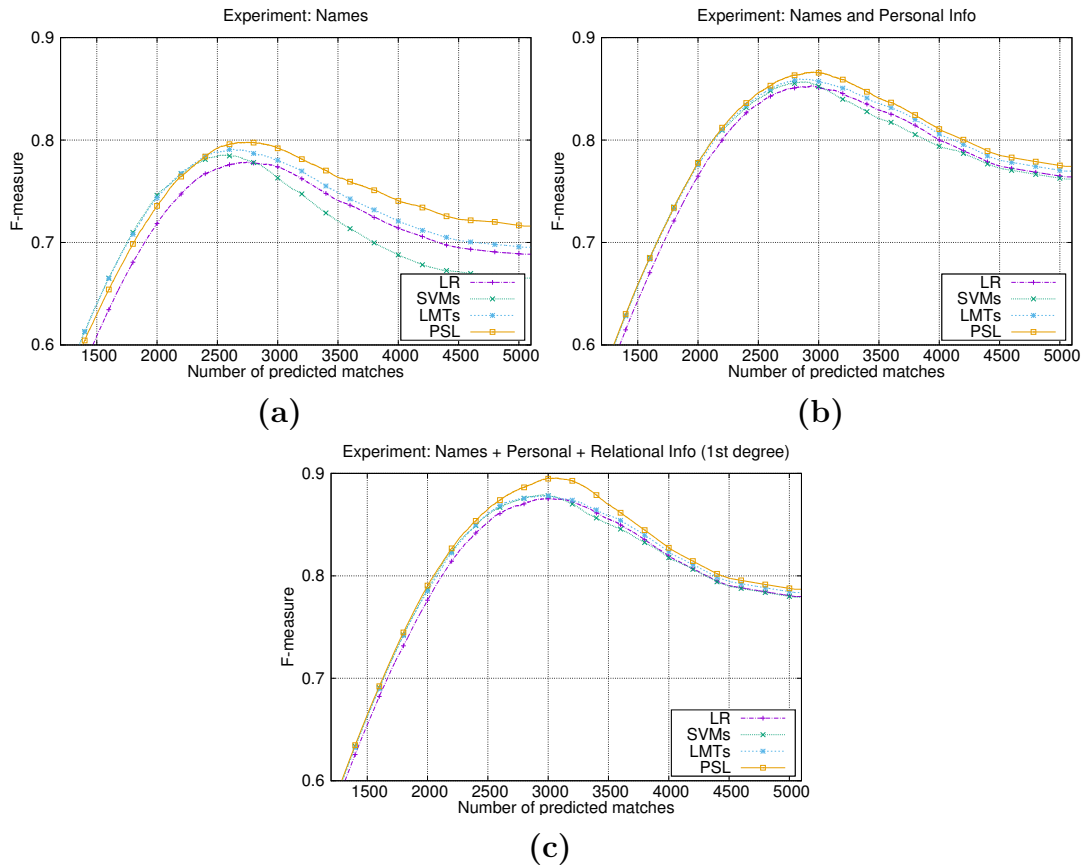 Experiment: Names
0.9
0.8
0.7
0.6
F-measure
1500 2000 2500 3000 3500 4000 4500 5000
Number of predicted matches
LR
SVMs
LMTs
PSL
(a)
Experiment: Names and Personal Info
0.9
0.8
0.7
0.6
F-measure
1500 2000 2500 3000 3500 4000 4500 5000
Number of predicted matches
LR
SVMs
LMTs
PSL
(b)
Experiment: Names + Personal + Relational Info (1st degree)
0.9
0.8
0.7
0.6
F-measure
1500 2000 2500 3000 3500 4000 4500 5000
Number of predicted matches
LR
SVMs
LMTs
PSL
(c)